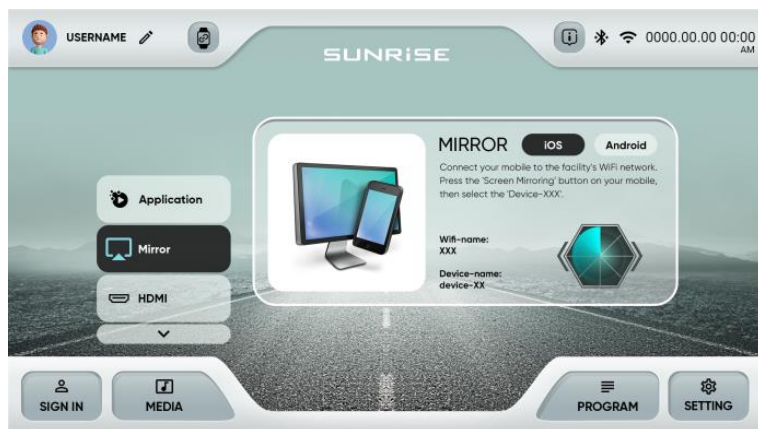 USERNAME
SUNRiSE
0000.00.00 00:00
AM
MIRROR
iOS
Android
Connect your mobile to the facility's WiFi network.
Press the 'Screen Mirroring' button on your mobile,
then select the 'Device-XXX'.
Wifi-name:
XXX
Device-name:
device-XX
Application
Mirror
HDMI
SIGN IN
MEDIA
PROGRAM
SETTING